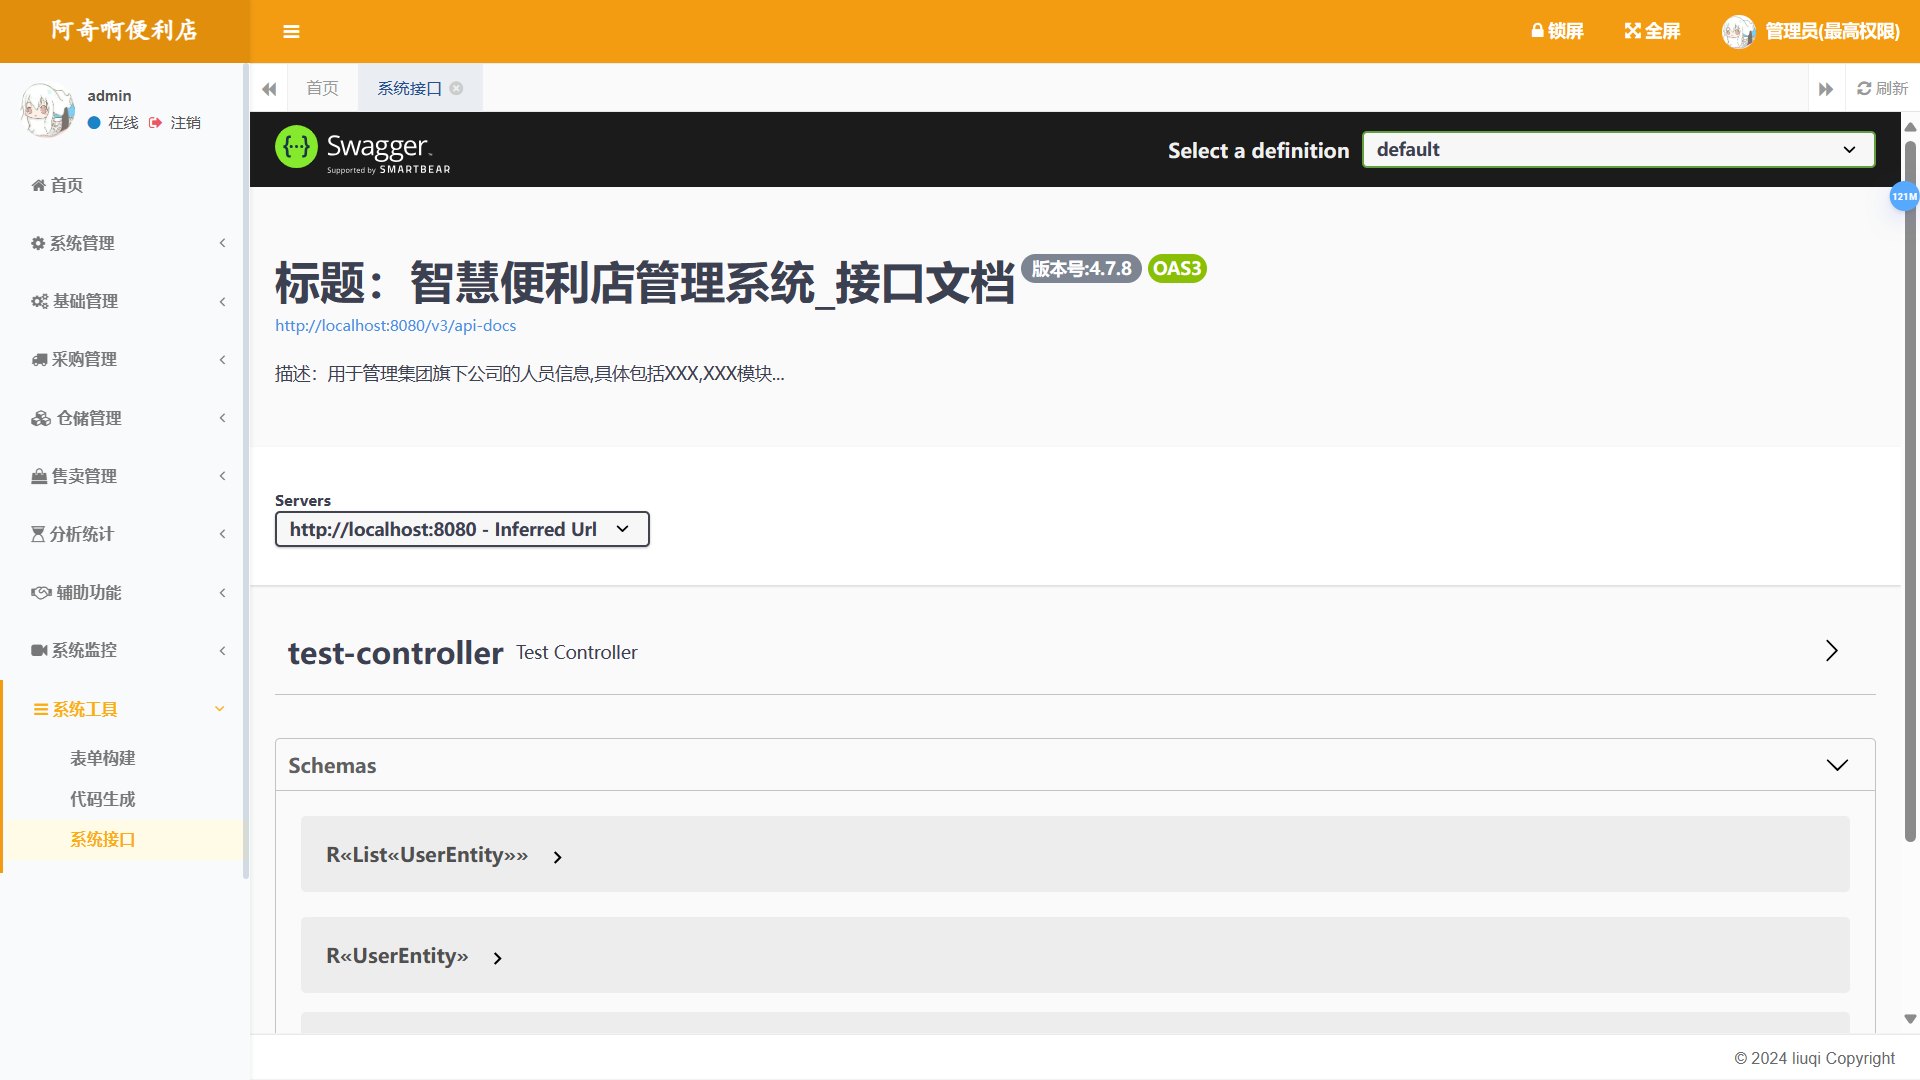 阿奇啊便利店
锁屏
全屏
管理员(最高权限)
admin
在线 注销
首页
系统管理
基础管理
采购管理
仓储管理
售卖管理
分析统计
辅助功能
系统监控
系统工具
表单构建
代码生成
系统接口
首页
系统接口
刷新
Swagger
Supported by SMARTBEAR
Select a definition
default
121M
标题：智慧便利店管理系统_接口文档
版本号:4.7.8
OAS3
http://localhost:8080/v3/api-docs
描述：用于管理集团旗下公司的人员信息,具体包括XXX,XXX模块...
Servers
http://localhost:8080 - Inferred Url
test-controller Test Controller
Schemas
R«List«UserEntity»»
R«UserEntity»
© 2024 liuqi Copyright